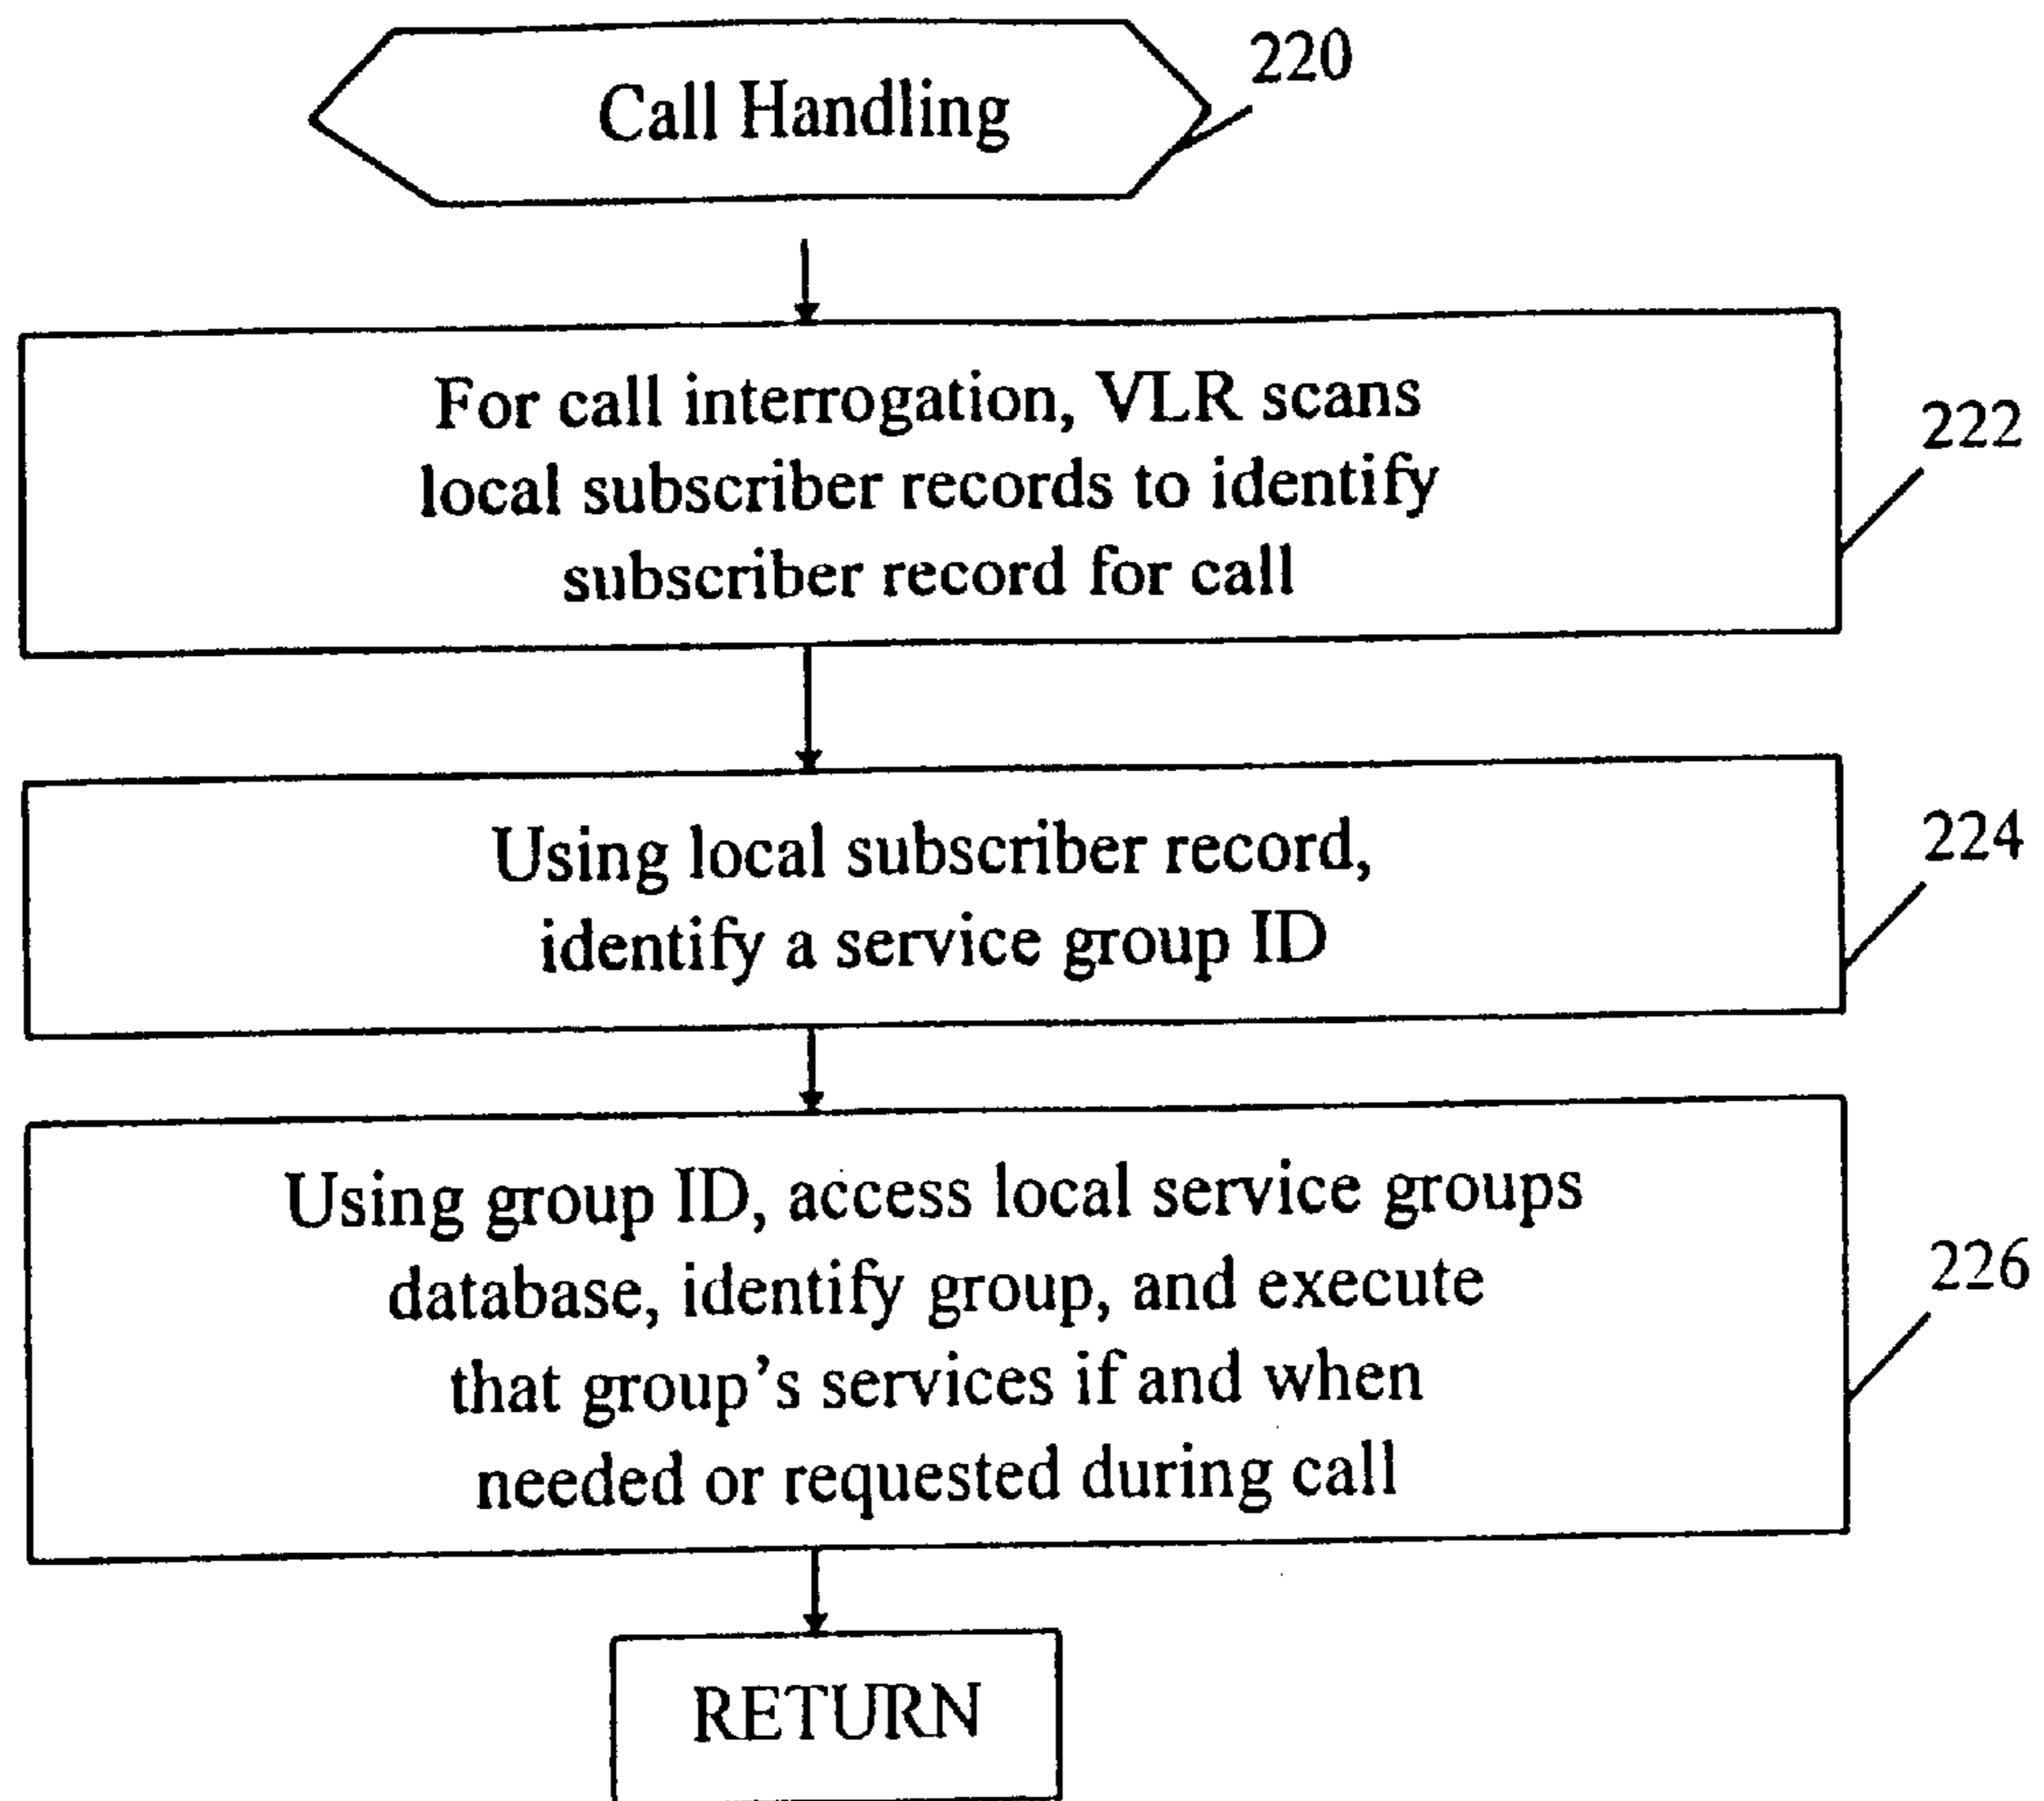 Call Handling
220
For call interrogation, VLR scans
local subscriber records to identify
subscriber record for call
222
Using local subscriber record,
identify a service group ID
224
Using group ID, access local service groups
database, identify group, and execute
that group's services if and when
needed or requested during call
226
RETURN